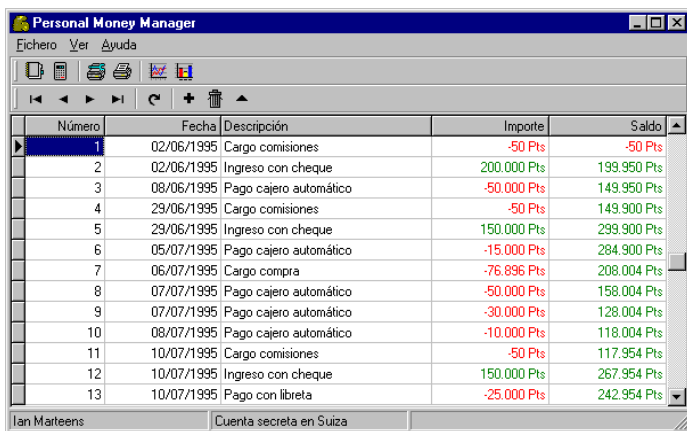 Personal Money Manager
Fichero Ver Ayuda
Número Fecha Descripción Importe Saldo
1 02/06/1995 Cargo comisiones -50 Pts -50 Pts
2 02/06/1995 Ingreso con cheque 200.000 Pts 199.950 Pts
3 08/06/1995 Pago cajero automático -50.000 Pts 149.950 Pts
4 29/06/1995 Cargo comisiones -50 Pts 149.900 Pts
5 29/06/1995 Ingreso con cheque 150.000 Pts 299.900 Pts
6 05/07/1995 Pago cajero automático -15.000 Pts 284.900 Pts
7 06/07/1995 Cargo compra -76.896 Pts 208.004 Pts
8 07/07/1995 Pago cajero automático -50.000 Pts 158.004 Pts
9 07/07/1995 Pago cajero automático -30.000 Pts 128.004 Pts
10 08/07/1995 Pago cajero automático -10.000 Pts 118.004 Pts
11 10/07/1995 Cargo comisiones -50 Pts 117.954 Pts
12 10/07/1995 Ingreso con cheque 150.000 Pts 267.954 Pts
13 10/07/1995 Pago con libreta -25.000 Pts 242.954 Pts
Ian Marteens Cuenta secreta en Suiza